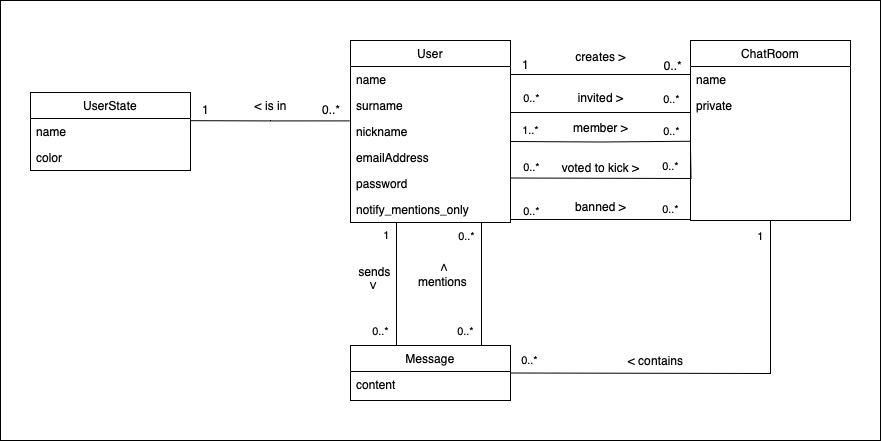 User
name
surname
nickname
emailAddress
password
notify_mentions_only
ChatRoom
name
private
UserState
name
color
1
< is in
0..*
creates >
1
0..*
0..*
invited >
0..*
1..*
member >
0..*
0..*
voted to kick >
0..*
0..*
banned >
0..*
1
sends
v
0..*
0..*
^
mentions
0..*
1
Message
content
0..*
< contains